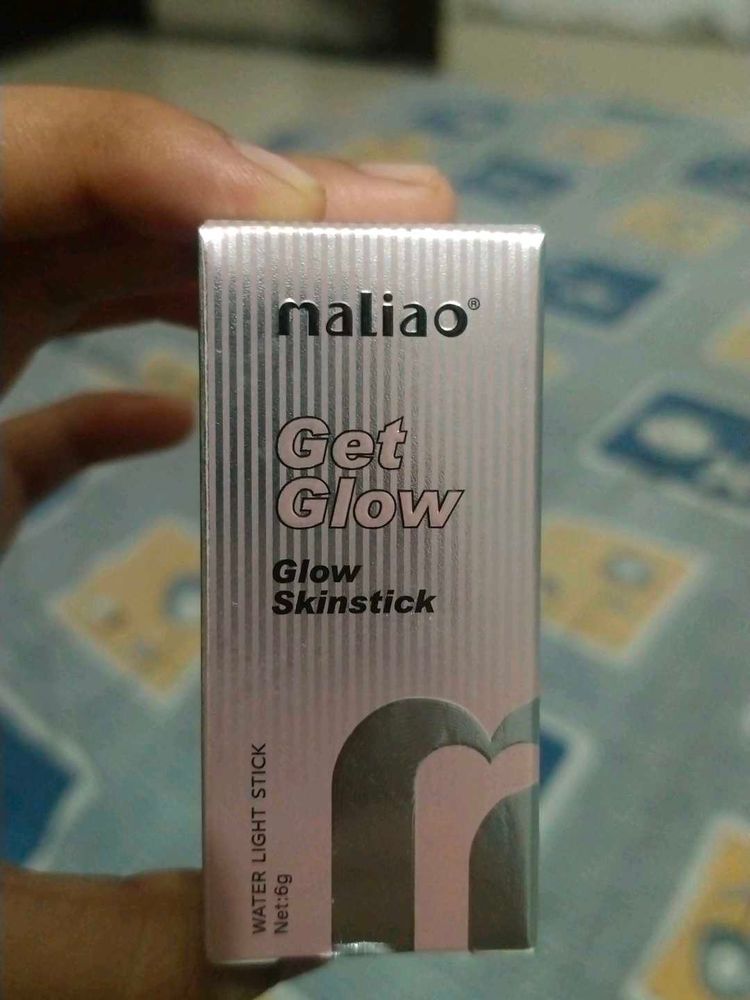 maliao®
Get
Glow
Glow
Skinstick
WATER LIGHT STICK
Net:6g